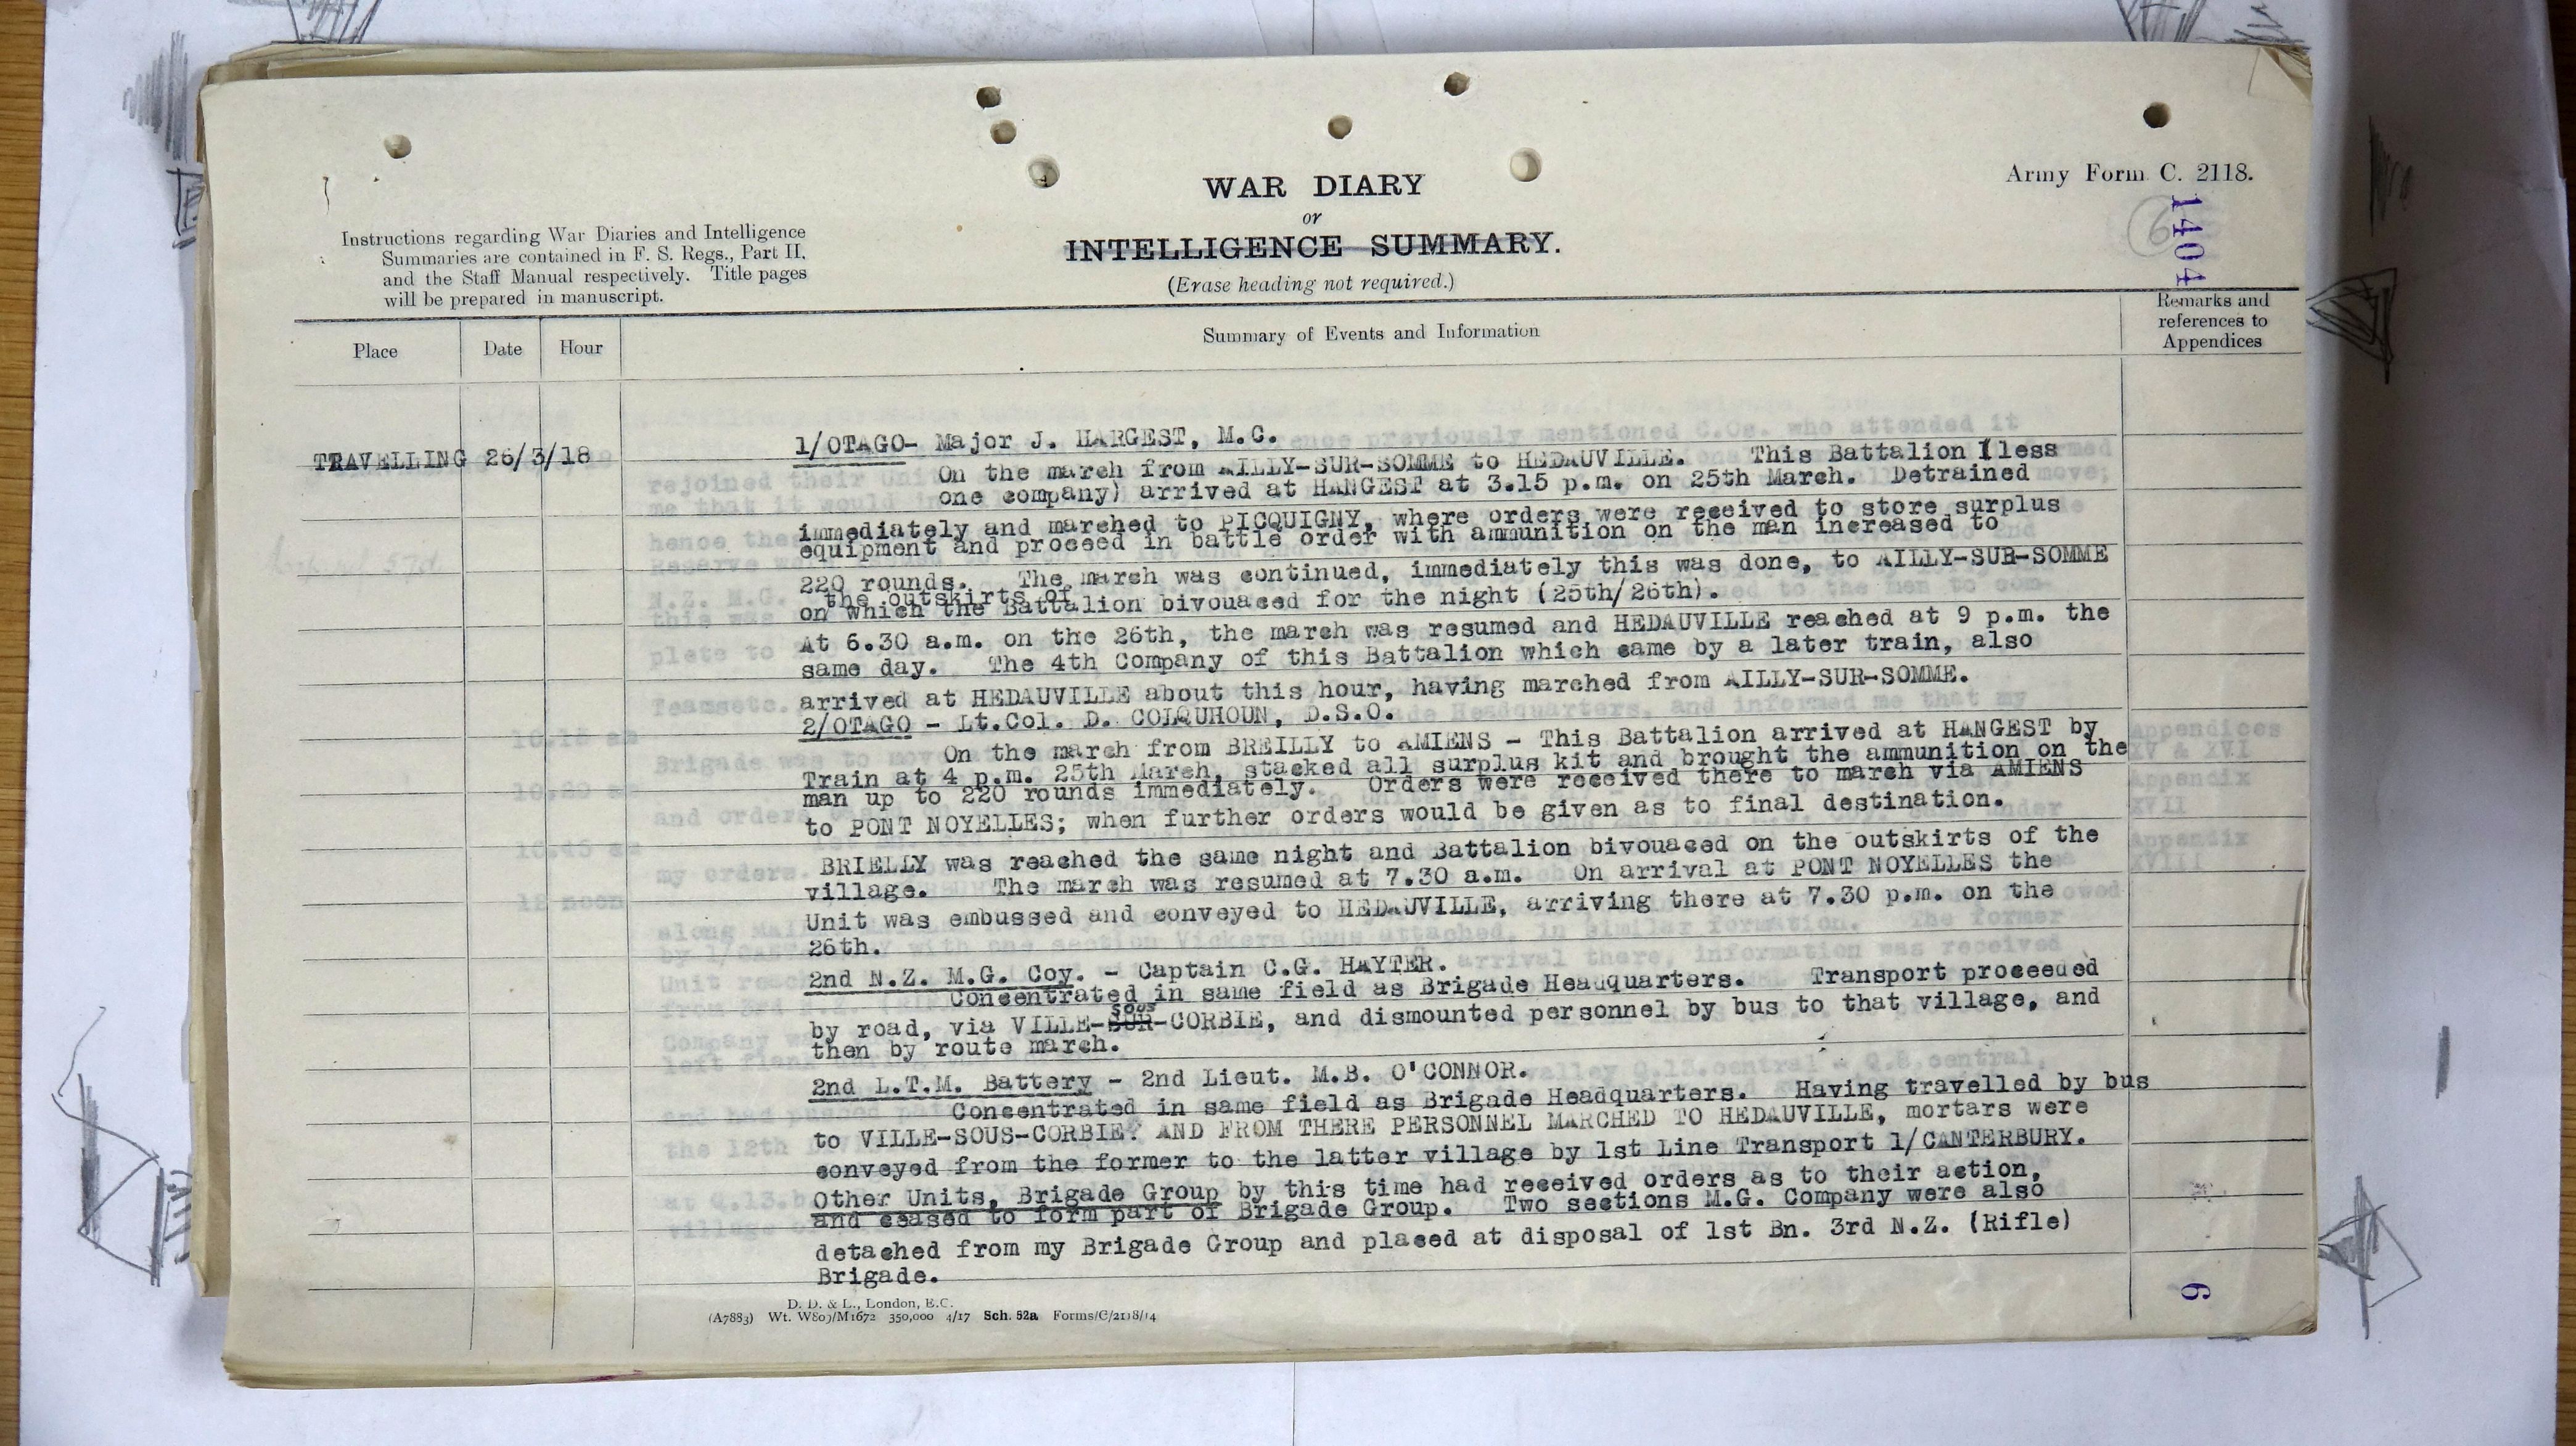 Army Form C. 2118.
1404
6
WAR DIARY
or
INTELLIGENCE SUMMARY.
(Erase heading not required.)
Instructions regarding War Diaries and Intelligence
Summaries are contained in F. S. Regs., Part II.
and the Staff Manual respectively. Title pages
will be prepared in manuscript.
Place
Date
Hour
Summary of Events and Information
Remarks and
references to
Appendices
TRAVELLING 26/3/18
1/OTAGO- Major J. HARGEST, M.C.
On the march from AILLY-SUR-SOMME to HEDAUVILLE. This Battalion (less
one company) arrived at HANGEST at 3.15 p.m. on 25th March. Detrained
immediately and marched to PICQUIGNY, where orders were received to store surplus
equipment and proceed in battle order with ammunition on the man increased to
220 rounds. The march was continued, immediately this was done, to AILLY-SUR-SOMME
the outskirts of
on which the Battalion bivouaced for the night (25th/26th).
At 6.30 a.m. on the 26th, the march was resumed and HEDAUVILLE reached at 9 p.m. the
same day. The 4th Company of this Battalion which came by a later train, also
arrived at HEDAUVILLE about this hour, having marched from AILLY-SUR-SOMME.
2/OTAGO - Lt.Col. D. COLQUHOUN, D.S.O.
On the march from BREILLY to AMIENS - This Battalion arrived at HANGEST by
Train at 4 p.m. 25th March, stacked all surplus kit and brought the ammunition on the
man up to 220 rounds immediately. Orders were received there to march via AMIENS
to PONT NOYELLES; when further orders would be given as to final destination.
BRIELLY was reached the same night and Battalion bivouaced on the outskirts of the
village. The march was resumed at 7.30 a.m. On arrival at PONT NOYELLES the
Unit was embussed and conveyed to HEDAUVILLE, arriving there at 7.30 p.m. on the
26th.
2nd N.Z. M.G. Coy. - Captain C.G. HAYTER.
Concentrated in same field as Brigade Headquarters. Transport proceeded
sous
by road, via VILLE-SUR-CORBIE, and dismounted personnel by bus to that village, and
then by route march.
2nd L.T.M. Battery - 2nd Lieut. M.B. O'CONNOR.
Concentrated in same field as Brigade Headquarters. Having travelled by bus
to VILLE-SOUS-CORBIE? AND FROM THERE PERSONNEL MARCHED TO HEDAUVILLE, mortars were
conveyed from the former to the latter village by 1st Line Transport 1/CANTERBURY.
Other Units, Brigade Group by this time had received orders as to their action,
and ceased to form part of Brigade Group. Two sections M.G. Company were also
detached from my Brigade Group and placed at disposal of 1st Bn. 3rd N.Z. (Rifle)
Brigade.
D. D. & L., London, E.C.
(A7883) Wt. W809/M1672 350,000 4/17 Sch. 52a Forms/C/2118/14
6